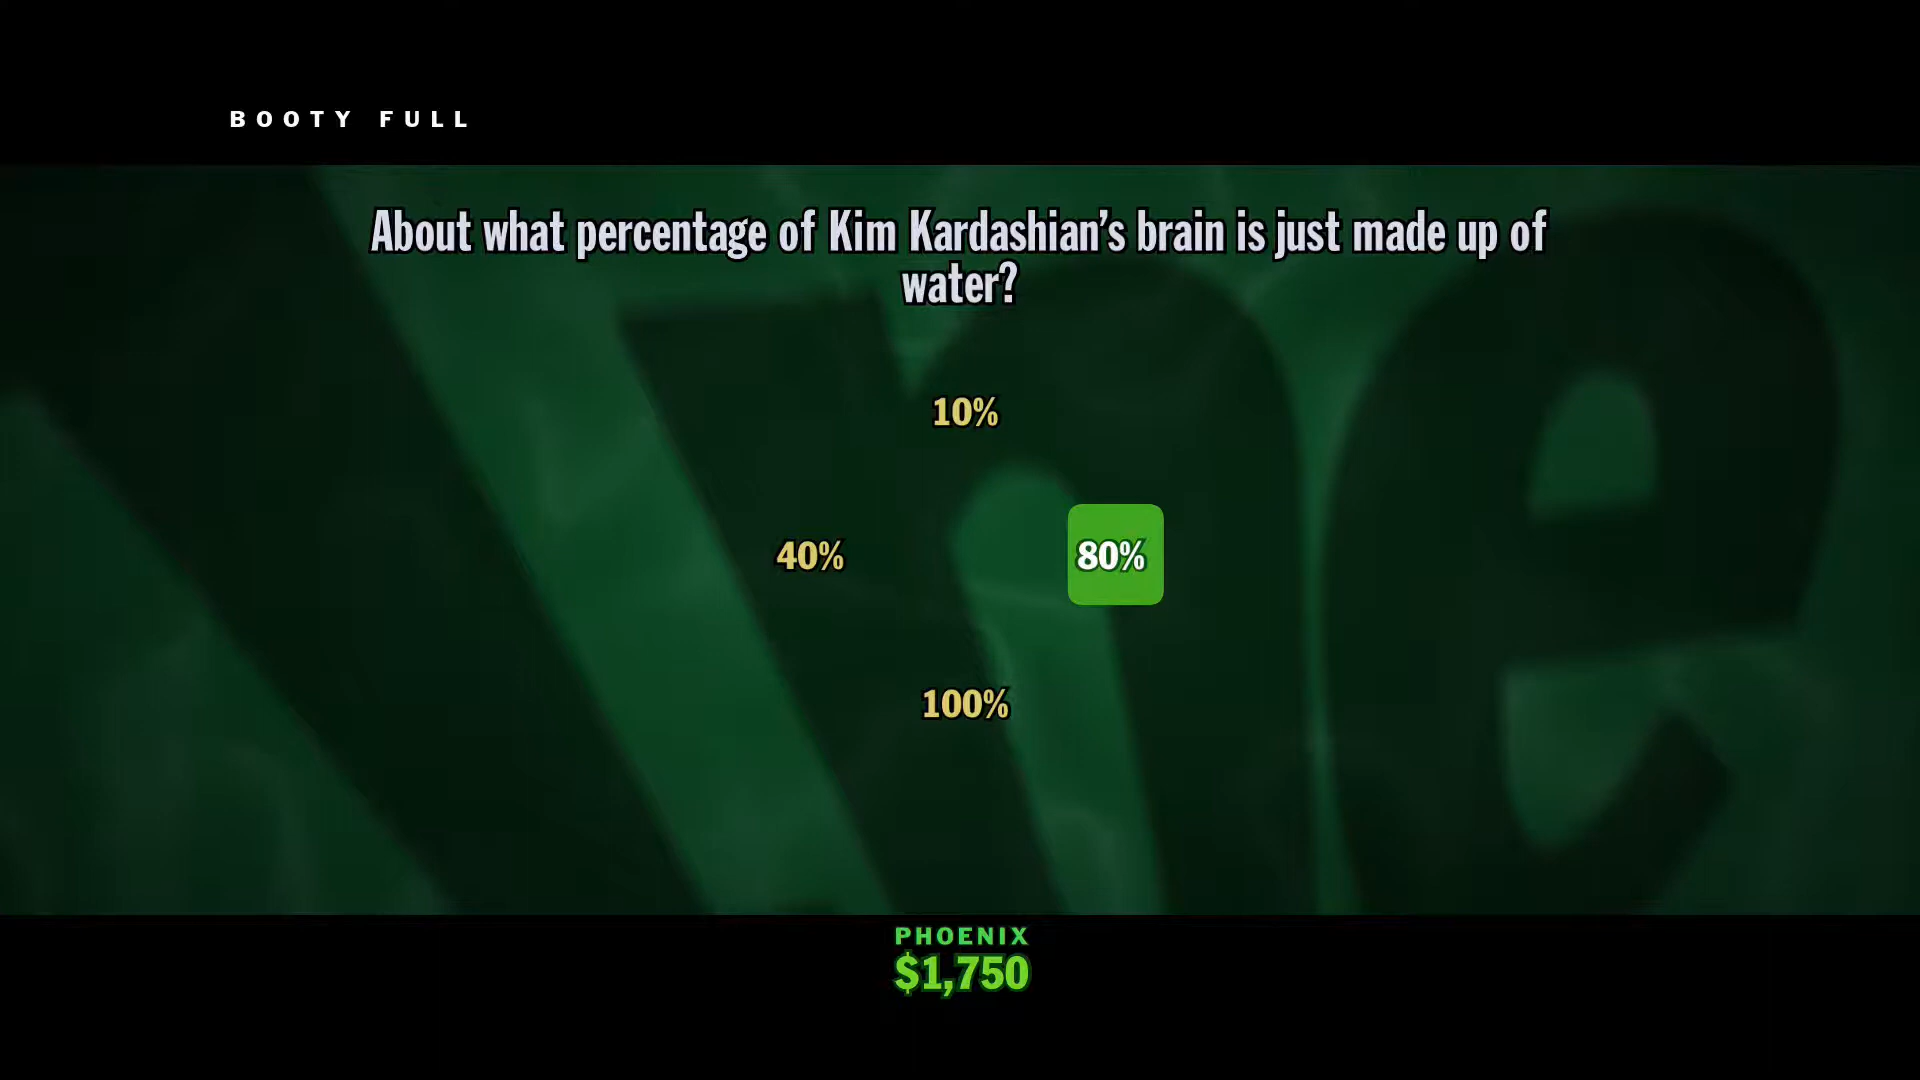 BOOTY FULL
About what percentage of Kim Kardashian’s brain is just made up of
water?
10%
40%
80%
100%
PHOENIX
$1,750